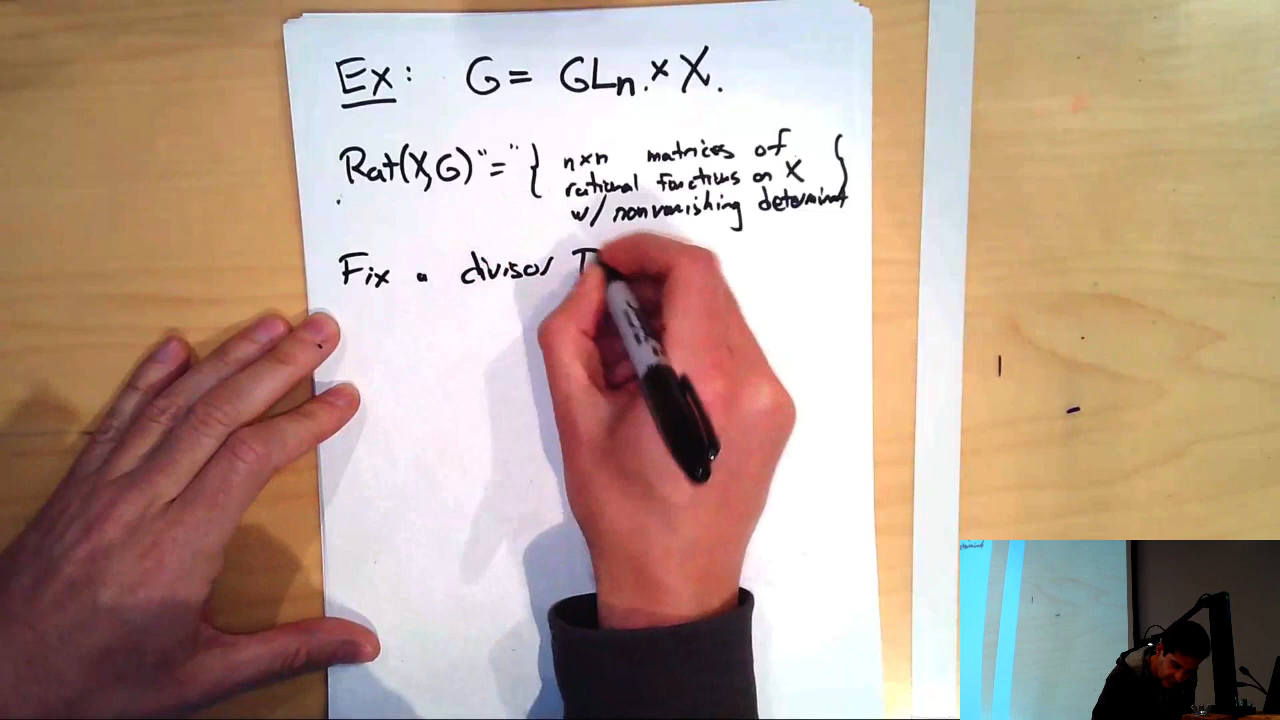 Ex: G = GLn × X.
Rat(X,G) "=" { n×n matrices of
rational functions on X
w/ nonvanishing determinant }
Fix a divisor D